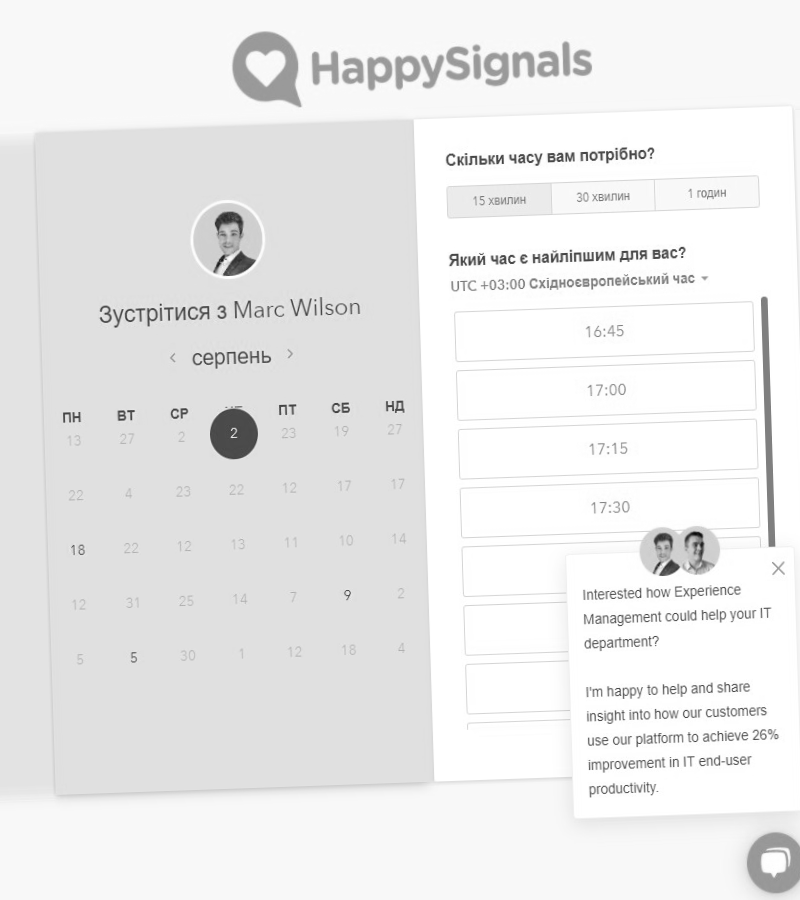 HappySignals
Зустрітися з Marc Wilson
серпень
ПН ВТ СР ПТ СБ НД
13 27 2 2 23 19 27
22 4 23 22 12 17 17
18 22 12 13 11 10 14
12 31 25 14 7 9 2
5 5 30 1 12 18 4
Скільки часу вам потрібно?
15 хвилин 30 хвилин 1 годин
Який час є найліпшим для вас?
UTC +03:00 Східноєвропейський час
16:45
17:00
17:15
17:30
Interested how Experience
Management could help your IT
department?
I'm happy to help and share
insight into how our customers
use our platform to achieve 26%
improvement in IT end-user
productivity.